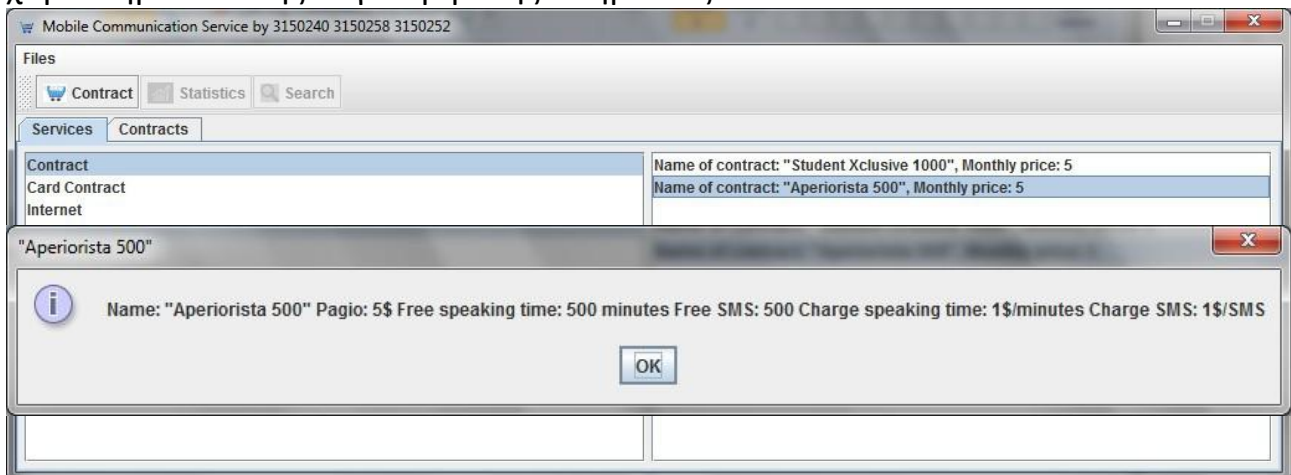 Mobile Communication Service by 3150240 3150258 3150252
Files
Contract Statistics Search
Services Contracts
Contract
Card Contract
Internet
Name of contract: "Student Xclusive 1000", Monthly price: 5
Name of contract: "Aperiorista 500", Monthly price: 5
"Aperiorista 500"
Name: "Aperiorista 500" Pagio: 5$ Free speaking time: 500 minutes Free SMS: 500 Charge speaking time: 1$/minutes Charge SMS: 1$/SMS
OK